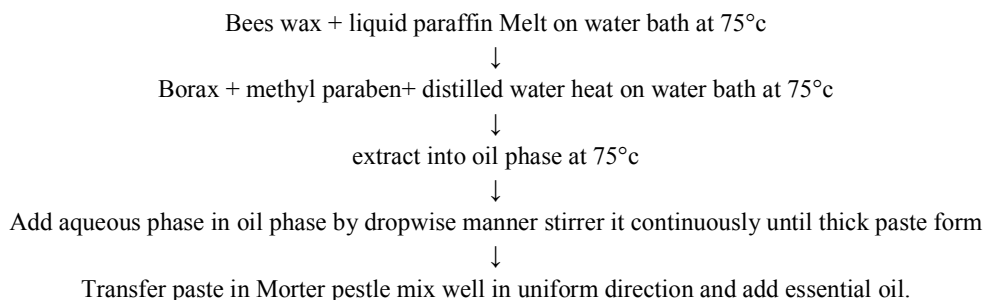 Bees wax + liquid paraffin Melt on water bath at 75°c
↓
Borax + methyl paraben+ distilled water heat on water bath at 75°c
↓
extract into oil phase at 75°c
↓
Add aqueous phase in oil phase by dropwise manner stirrer it continuously until thick paste form
↓
Transfer paste in Morter pestle mix well in uniform direction and add essential oil.